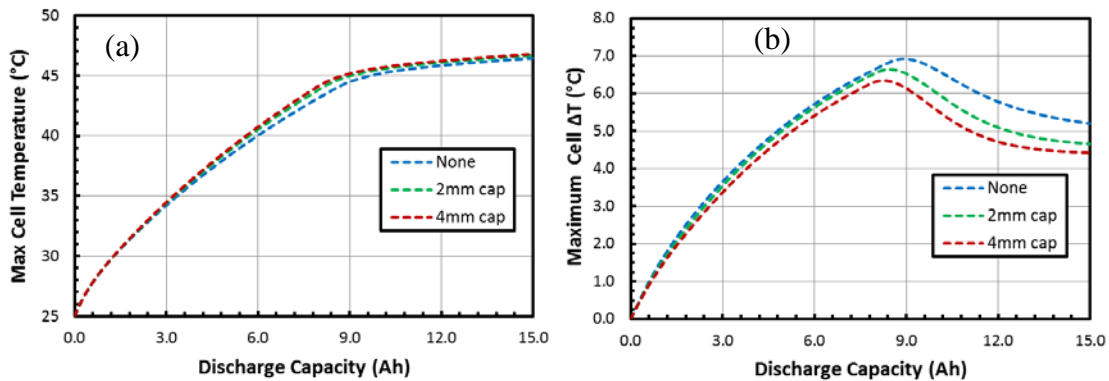 (a)
Max Cell Temperature (°C)
50
45
40
35
30
25
None
2mm cap
4mm cap
0.0 3.0 6.0 9.0 12.0 15.0
Discharge Capacity (Ah)
(b)
Maximum Cell ΔT (°C)
8.0
7.0
6.0
5.0
4.0
3.0
2.0
1.0
0.0
None
2mm cap
4mm cap
0.0 3.0 6.0 9.0 12.0 15.0
Discharge Capacity (Ah)